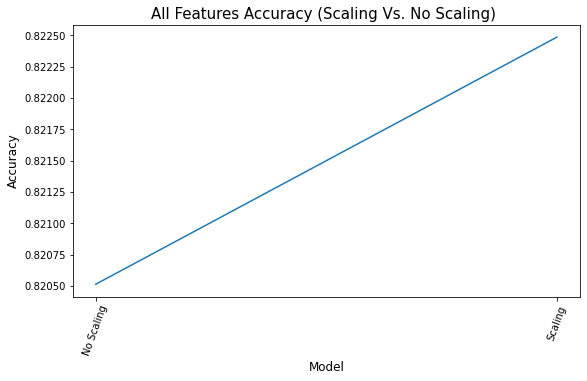 All Features Accuracy (Scaling Vs. No Scaling)
0.82250
0.82225
0.82200
0.82175
0.82150
0.82125
0.82100
0.82075
0.82050
Accuracy
No Scaling
Scaling
Model